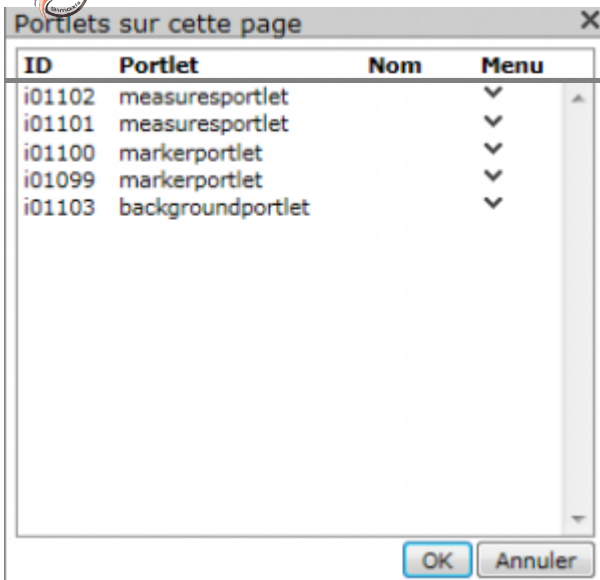 Portlets sur cette page
ID Portlet Nom Menu
i01102 measuresportlet
i01101 measuresportlet
i01100 markerportlet
i01099 markerportlet
i01103 backgroundportlet
OK Annuler